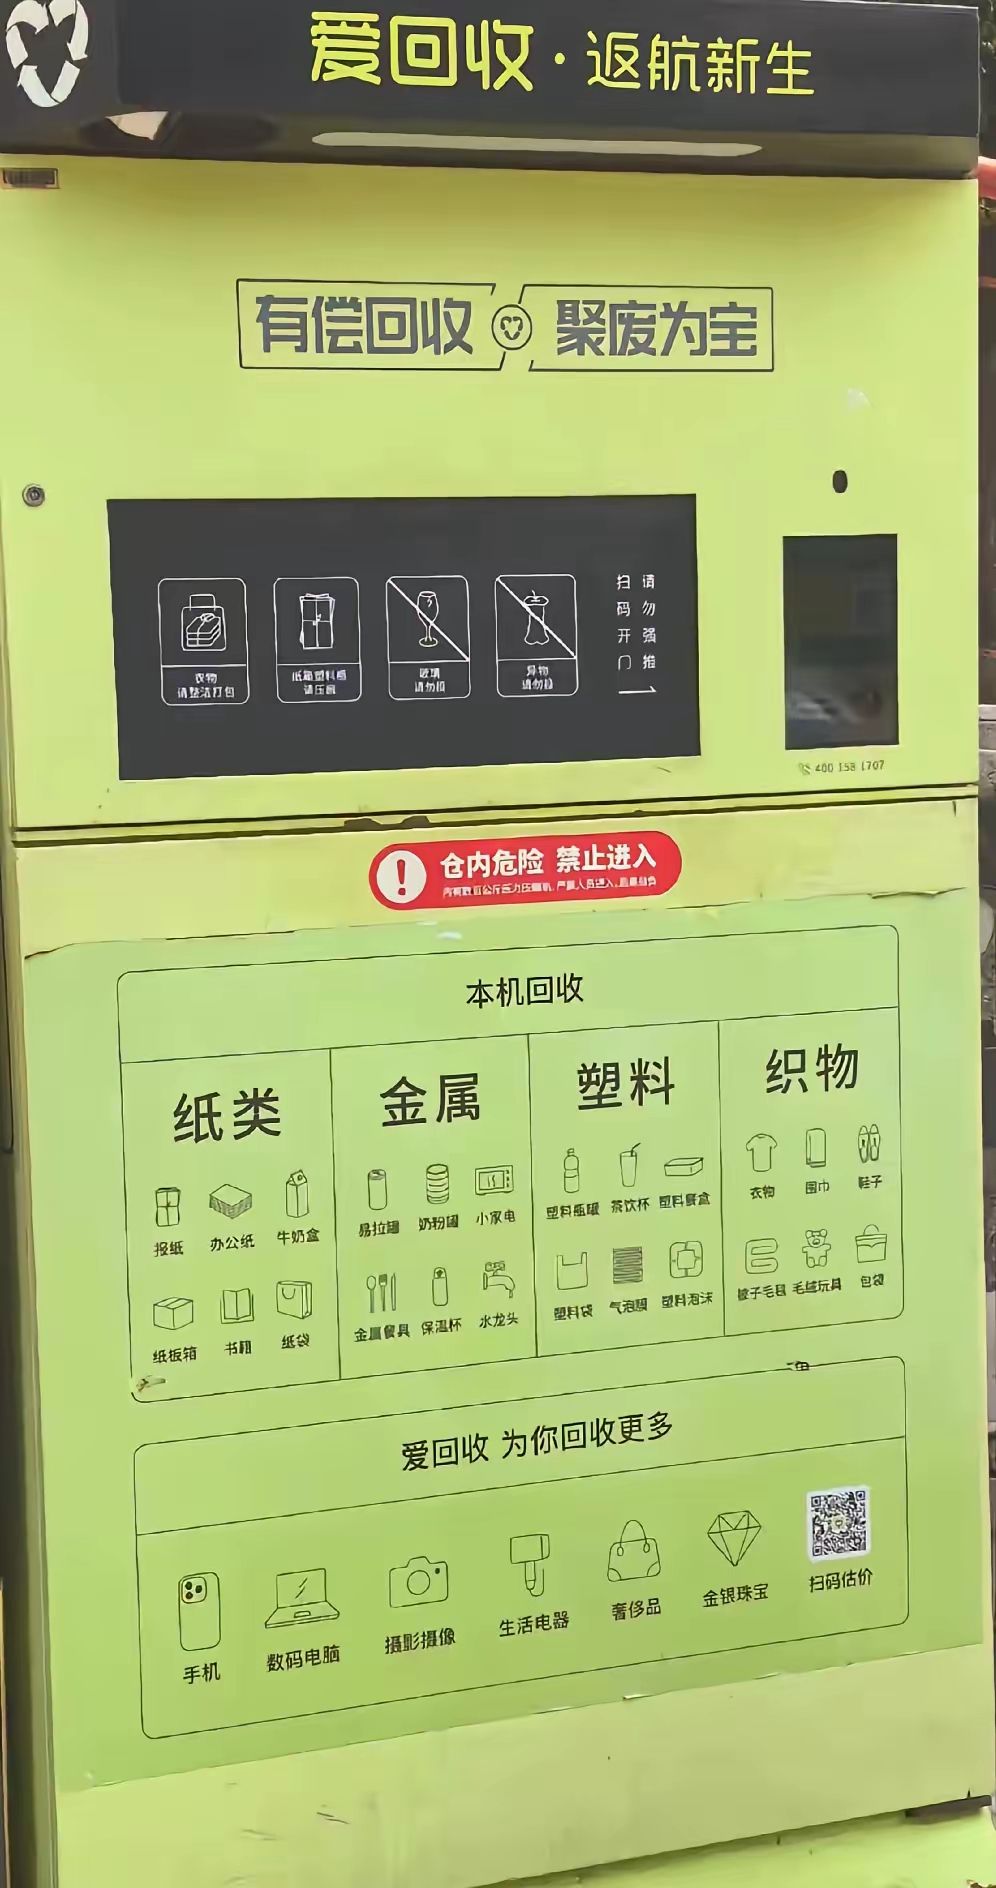 爱回收·返航新生
有偿回收 聚废为宝
衣物
请整洁打包
纸箱塑料瓶
请压扁
玻璃
请勿投
异物
请勿投
请勿强推
扫码开门
400 158 1707
仓内危险 禁止进入
本机回收
纸类
报纸 办公纸 牛奶盒
纸板箱 书籍 纸袋
金属
易拉罐 奶粉罐 小家电
金属餐具 保温杯 水龙头
塑料
塑料瓶罐 茶饮杯 塑料餐盒
塑料袋 气泡膜 塑料泡沫
织物
衣物 围巾 鞋子
被子毛毯 毛绒玩具 包袋
爱回收 为你回收更多
手机 数码电脑 摄影摄像 生活电器 奢侈品 金银珠宝 扫码估价